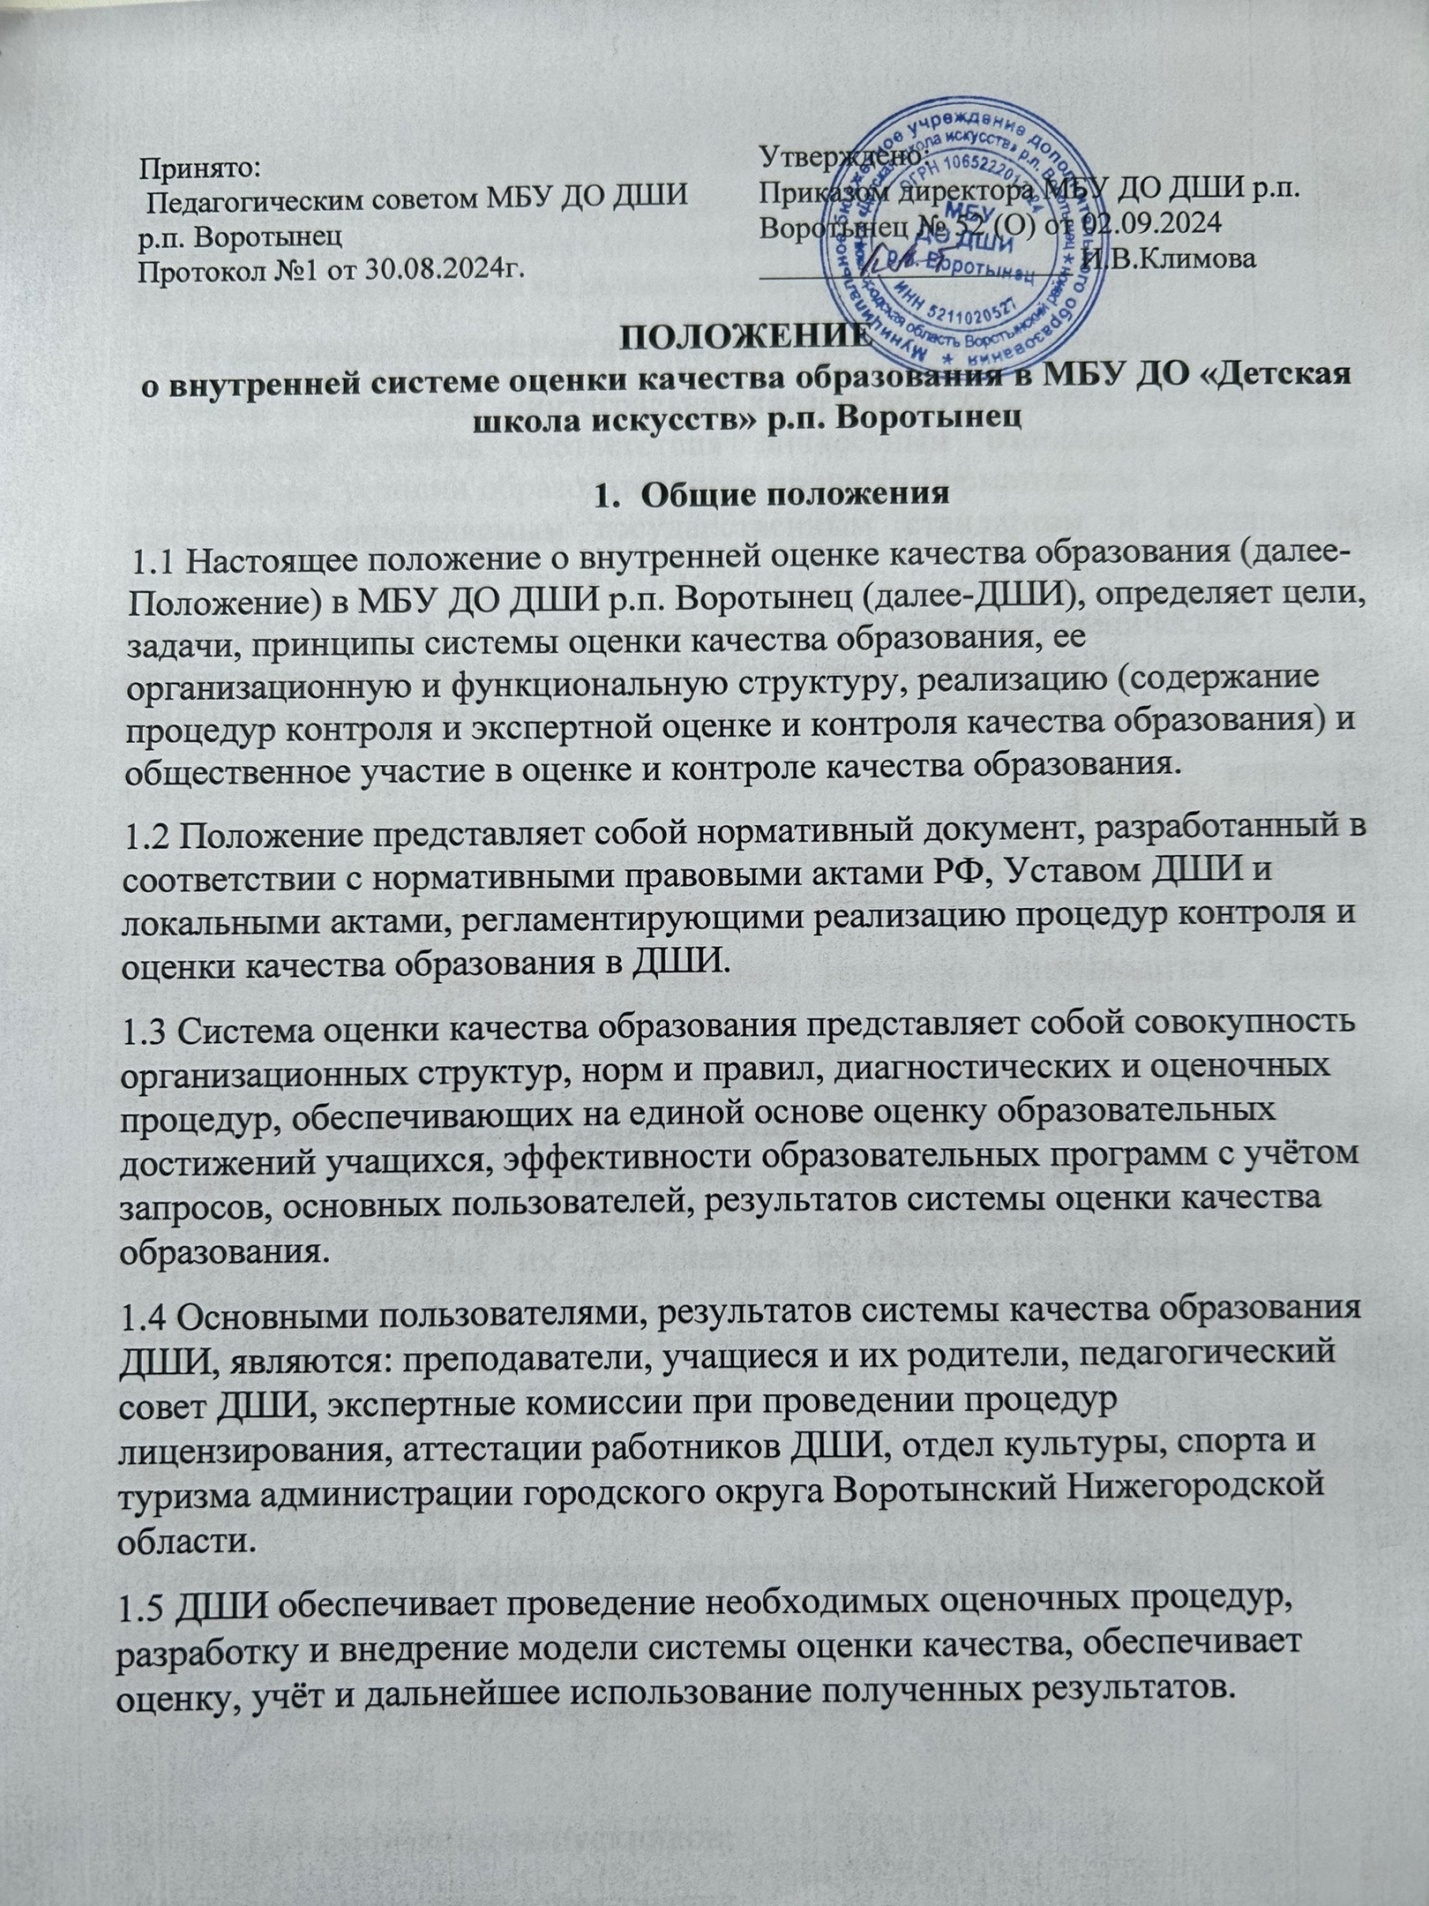 Принято:
Педагогическим советом МБУ ДО ДШИ
р.п. Воротынец
Протокол №1 от 30.08.2024г.
Утверждено:
Приказом директора МБУ ДО ДШИ р.п.
Воротынец № 52 (О) от 02.09.2024
И.В.Климова
МБУ
ДО ДШИ
р.п. Воротынец
ИНН 5211020527
ПОЛОЖЕНИЕ
о внутренней системе оценки качества образования в МБУ ДО «Детская
школа искусств» р.п. Воротынец
1. Общие положения
1.1 Настоящее положение о внутренней оценке качества образования (далее-
Положение) в МБУ ДО ДШИ р.п. Воротынец (далее-ДШИ), определяет цели,
задачи, принципы системы оценки качества образования, ее
организационную и функциональную структуру, реализацию (содержание
процедур контроля и экспертной оценке и контроля качества образования) и
общественное участие в оценке и контроле качества образования.
1.2 Положение представляет собой нормативный документ, разработанный в
соответствии с нормативными правовыми актами РФ, Уставом ДШИ и
локальными актами, регламентирующими реализацию процедур контроля и
оценки качества образования в ДШИ.
1.3 Система оценки качества образования представляет собой совокупность
организационных структур, норм и правил, диагностических и оценочных
процедур, обеспечивающих на единой основе оценку образовательных
достижений учащихся, эффективности образовательных программ с учётом
запросов, основных пользователей, результатов системы оценки качества
образования.
1.4 Основными пользователями, результатов системы качества образования
ДШИ, являются: преподаватели, учащиеся и их родители, педагогический
совет ДШИ, экспертные комиссии при проведении процедур
лицензирования, аттестации работников ДШИ, отдел культуры, спорта и
туризма администрации городского округа Воротынский Нижегородской
области.
1.5 ДШИ обеспечивает проведение необходимых оценочных процедур,
разработку и внедрение модели системы оценки качества, обеспечивает
оценку, учёт и дальнейшее использование полученных результатов.